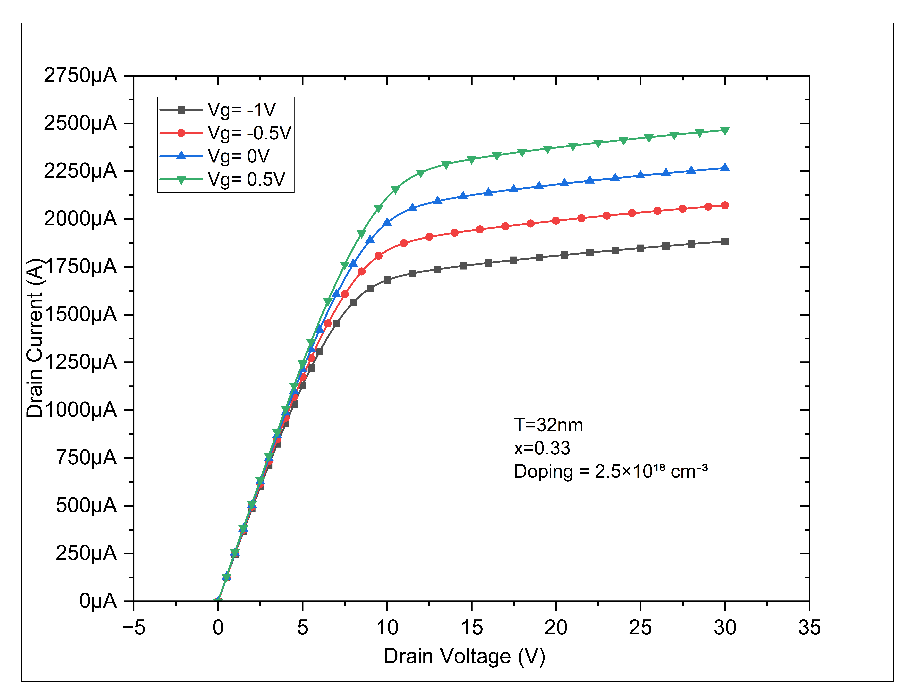 2750µA
2500µA
2250µA
2000µA
1750µA
1500µA
1250µA
1000µA
750µA
500µA
250µA
0µA
Drain Current (A)
Vg= -1V
Vg= -0.5V
Vg= 0V
Vg= 0.5V
T=32nm
x=0.33
Doping = 2.5×10¹⁸ cm⁻³
−5 0 5 10 15 20 25 30 35
Drain Voltage (V)